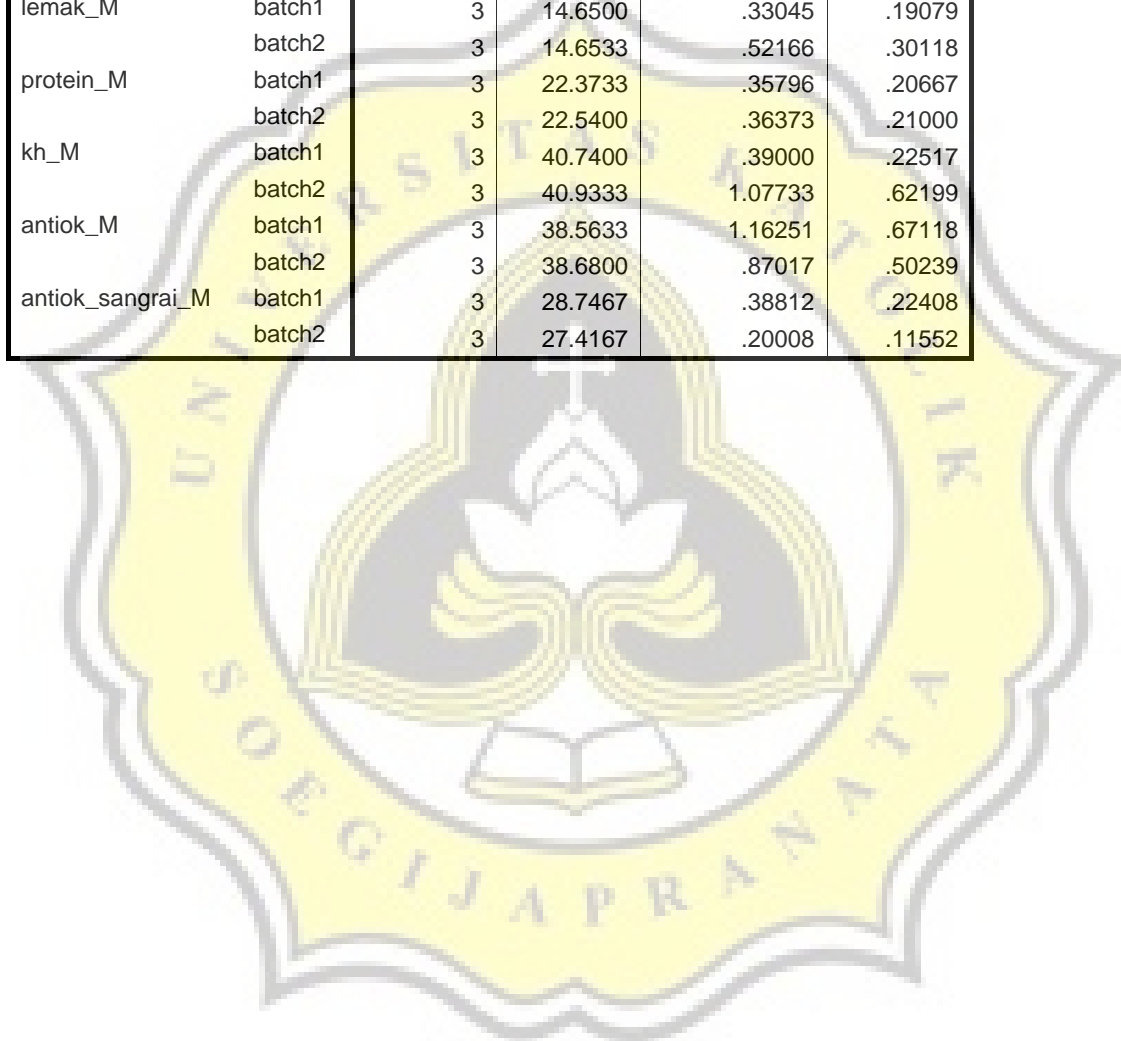 lemak_M batch1 3 14.6500 .33045 .19079
batch2 3 14.6533 .52166 .30118
protein_M batch1 3 22.3733 .35796 .20667
batch2 3 22.5400 .36373 .21000
kh_M batch1 3 40.7400 .39000 .22517
batch2 3 40.9333 1.07733 .62199
antiok_M batch1 3 38.5633 1.16251 .67118
batch2 3 38.6800 .87017 .50239
antiok_sangrai_M batch1 3 28.7467 .38812 .22408
batch2 3 27.4167 .20008 .11552
UNIVERSITAS KATOLIK
SOEGIJAPRANATA